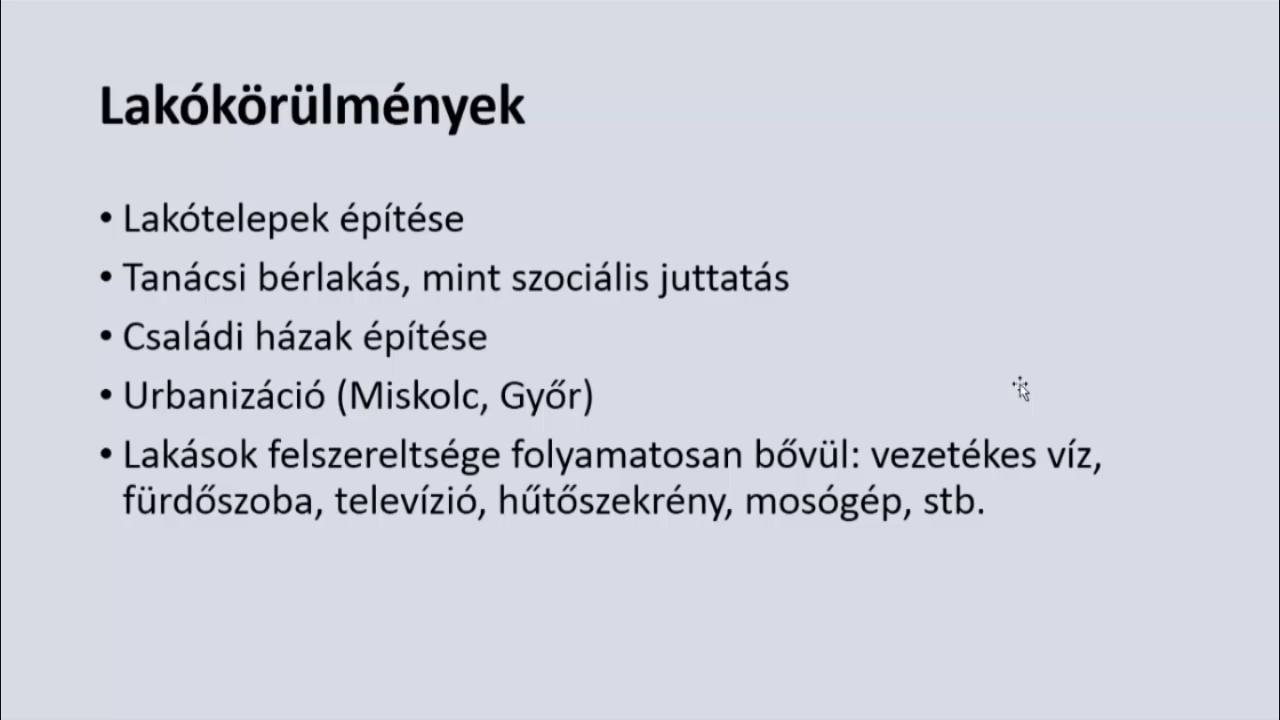 Lakókörülmények
• Lakótelepek építése
• Tanácsi bérlakás, mint szociális juttatás
• Családi házak építése
• Urbanizáció (Miskolc, Győr)
• Lakások felszereltsége folyamatosan bővül: vezetékes víz,
fürdőszoba, televízió, hűtőszekrény, mosógép, stb.